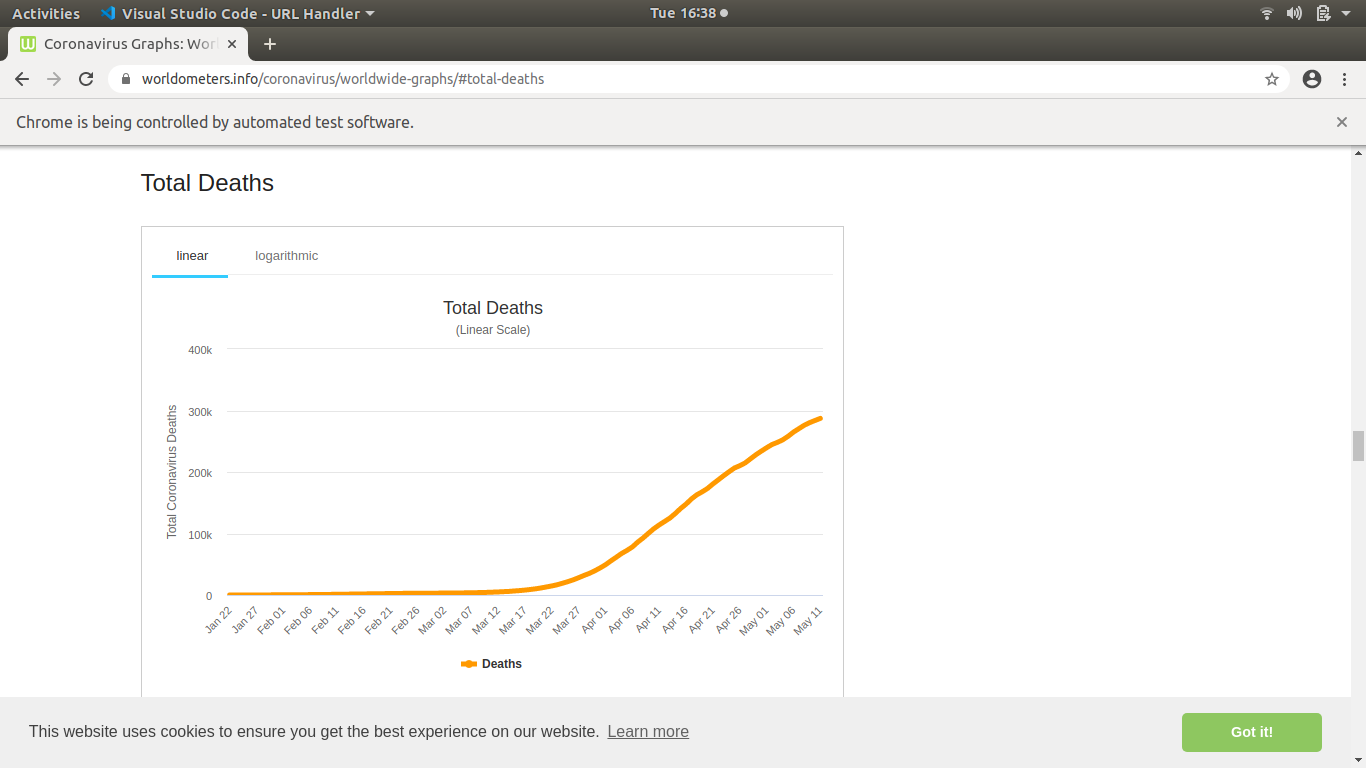 Activities Visual Studio Code - URL Handler Tue 16:38
Coronavirus Graphs: Wor
worldometers.info/coronavirus/worldwide-graphs/#total-deaths
Chrome is being controlled by automated test software.
Total Deaths
linear logarithmic
Total Deaths
(Linear Scale)
Total Coronavirus Deaths
400k
300k
200k
100k
0
Jan 22 Jan 27 Feb 01 Feb 06 Feb 11 Feb 16 Feb 21 Feb 26 Mar 02 Mar 07 Mar 12 Mar 17 Mar 22 Mar 27 Apr 01 Apr 06 Apr 11 Apr 16 Apr 21 Apr 26 May 01 May 06 May 11
Deaths
This website uses cookies to ensure you get the best experience on our website. Learn more
Got it!